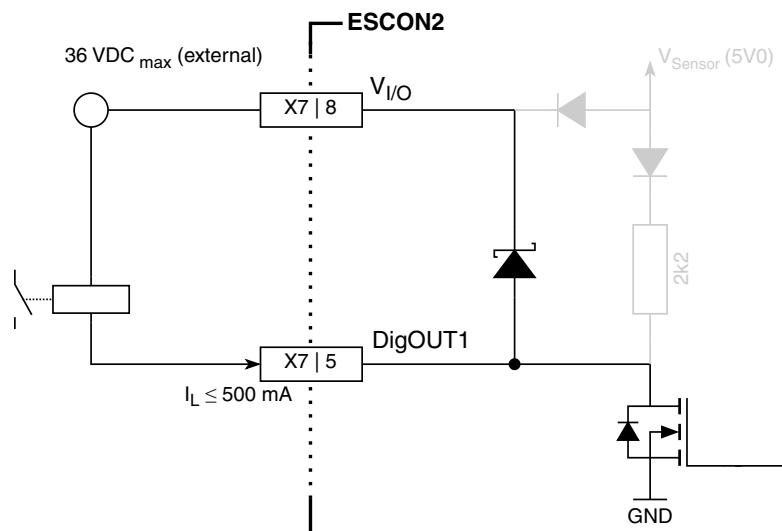 ESCON2
36 VDC max (external)
VSensor (5V0)
X7 | 8
VI/O
2k2
DigOUT1
X7 | 5
IL ≤ 500 mA
GND